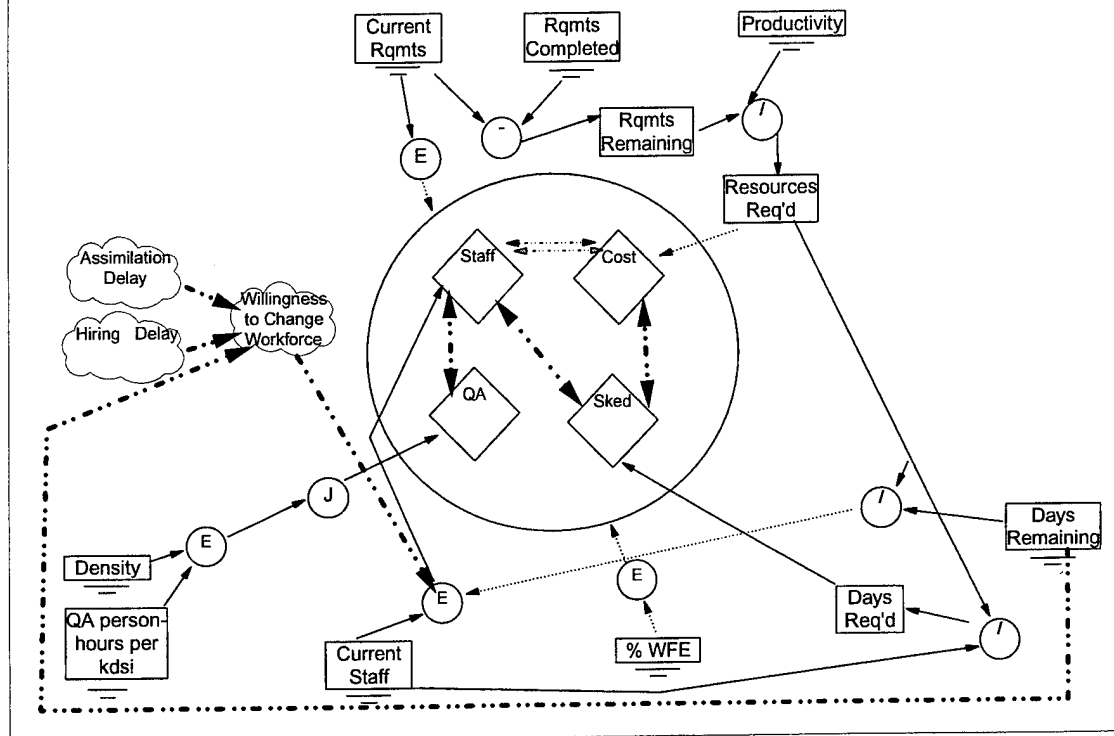 Current
Rqmts
Rqmts
Completed
Productivity
-
/
Rqmts
Remaining
E
Resources
Req'd
Staff
Cost
Assimilation
Delay
Willingness
to Change
Workforce
Hiring Delay
QA
Sked
J
/
Days
Remaining
E
Density
E
E
Days
Req'd
/
QA person-
hours per
kdsi
Current
Staff
% WFE